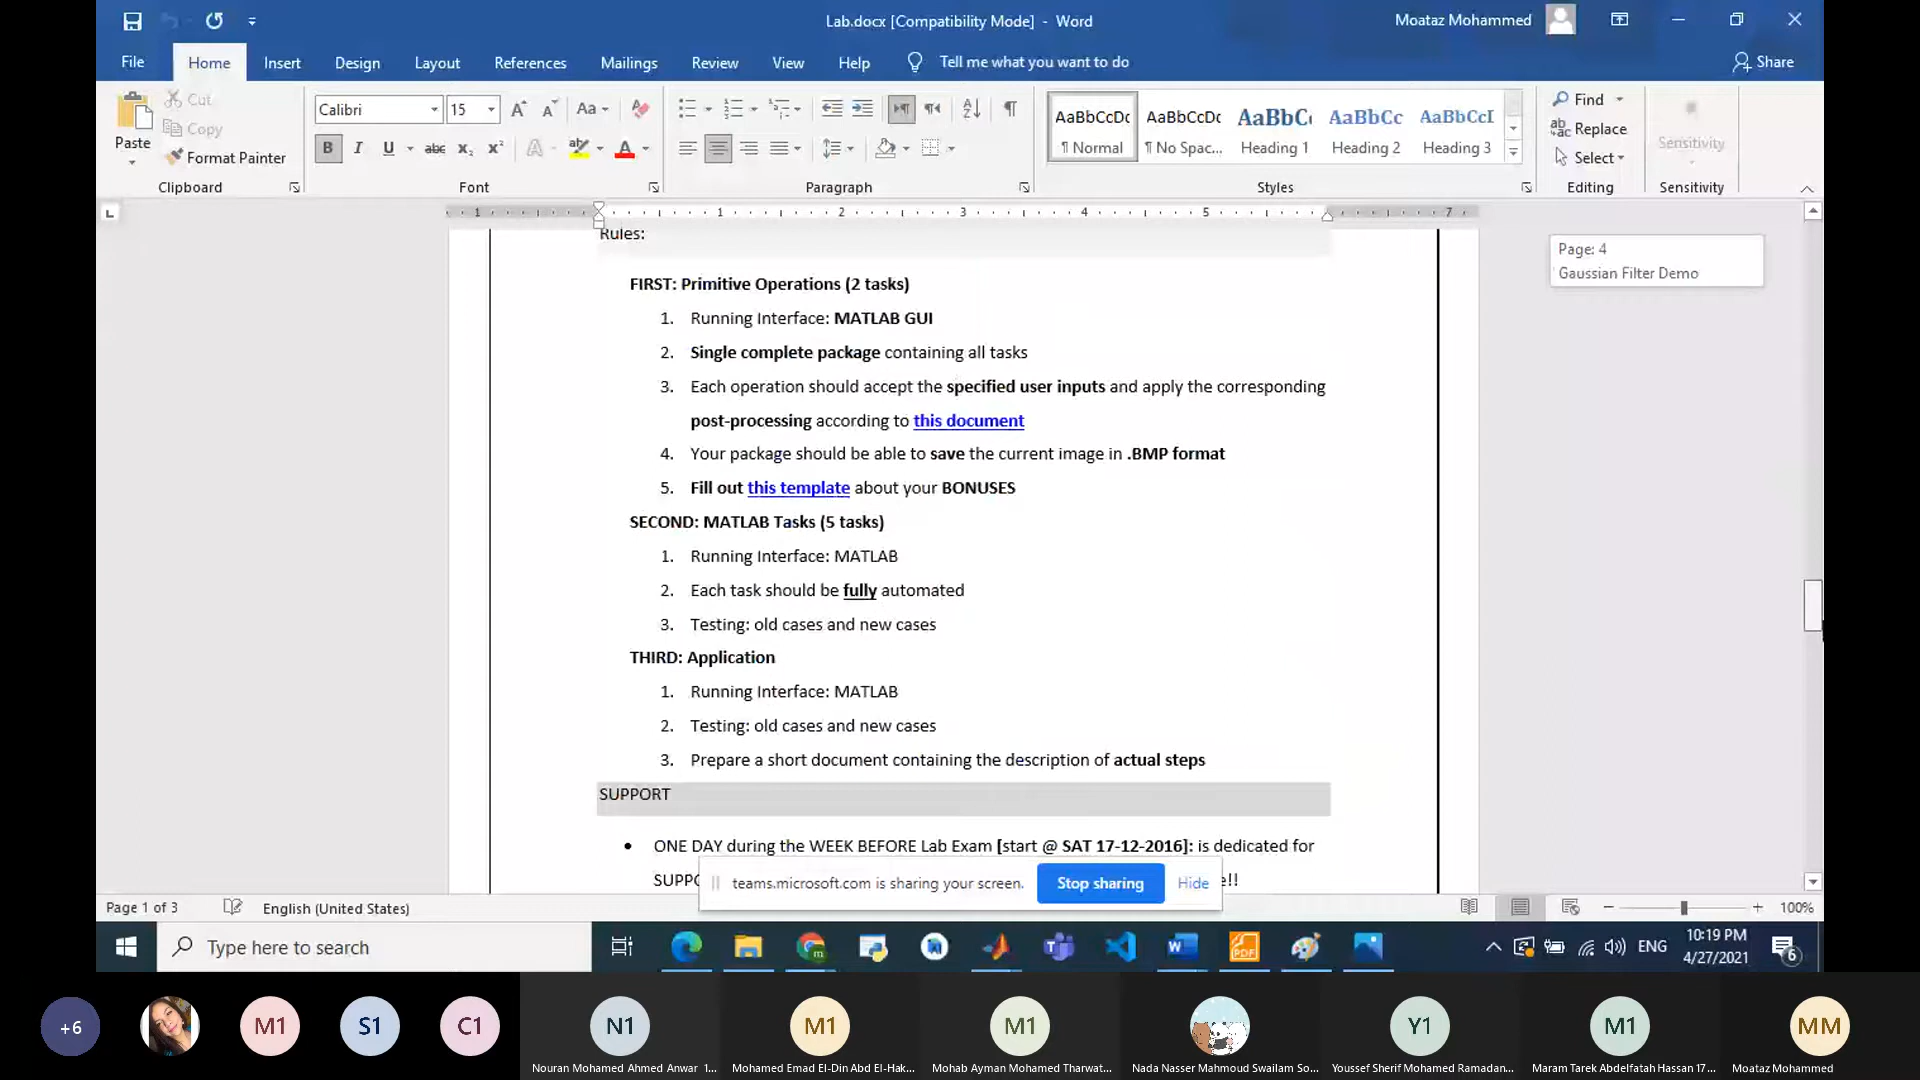 Lab.docx [Compatibility Mode] - Word
Moataz Mohammed
File Home Insert Design Layout References Mailings Review View Help Tell me what you want to do Share
Paste
Cut
Copy
Format Painter
Clipboard
Calibri 15
Font
Paragraph
AaBbCcDc AaBbCcDc AaBbC AaBbCc AaBbCcI
¶ Normal ¶ No Spac... Heading 1 Heading 2 Heading 3
Styles
Find
Replace
Select
Editing
Sensitivity
Sensitivity
1 1 2 3 4 5 7
Page: 4
Gaussian Filter Demo
Rules:
FIRST: Primitive Operations (2 tasks)
1. Running Interface: MATLAB GUI
2. Single complete package containing all tasks
3. Each operation should accept the specified user inputs and apply the corresponding
post-processing according to this document
4. Your package should be able to save the current image in .BMP format
5. Fill out this template about your BONUSES
SECOND: MATLAB Tasks (5 tasks)
1. Running Interface: MATLAB
2. Each task should be fully automated
3. Testing: old cases and new cases
THIRD: Application
1. Running Interface: MATLAB
2. Testing: old cases and new cases
3. Prepare a short document containing the description of actual steps
SUPPORT
• ONE DAY during the WEEK BEFORE Lab Exam [start @ SAT 17-12-2016]: is dedicated for
teams.microsoft.com is sharing your screen. Stop sharing Hide
Page 1 of 3 English (United States) 100%
Type here to search
ENG
10:19 PM
4/27/2021
6
+6 M1 S1 C1 N1 M1 M1 Y1 M1 MM
Nouran Mohamed Ahmed Anwar 1...
Mohamed Emad El-Din Abd El-Hak...
Mohab Ayman Mohamed Tharwat...
Nada Nasser Mahmoud Swailam So...
Youssef Sherif Mohamed Ramadan...
Maram Tarek Abdelfatah Hassan 17...
Moataz Mohammed